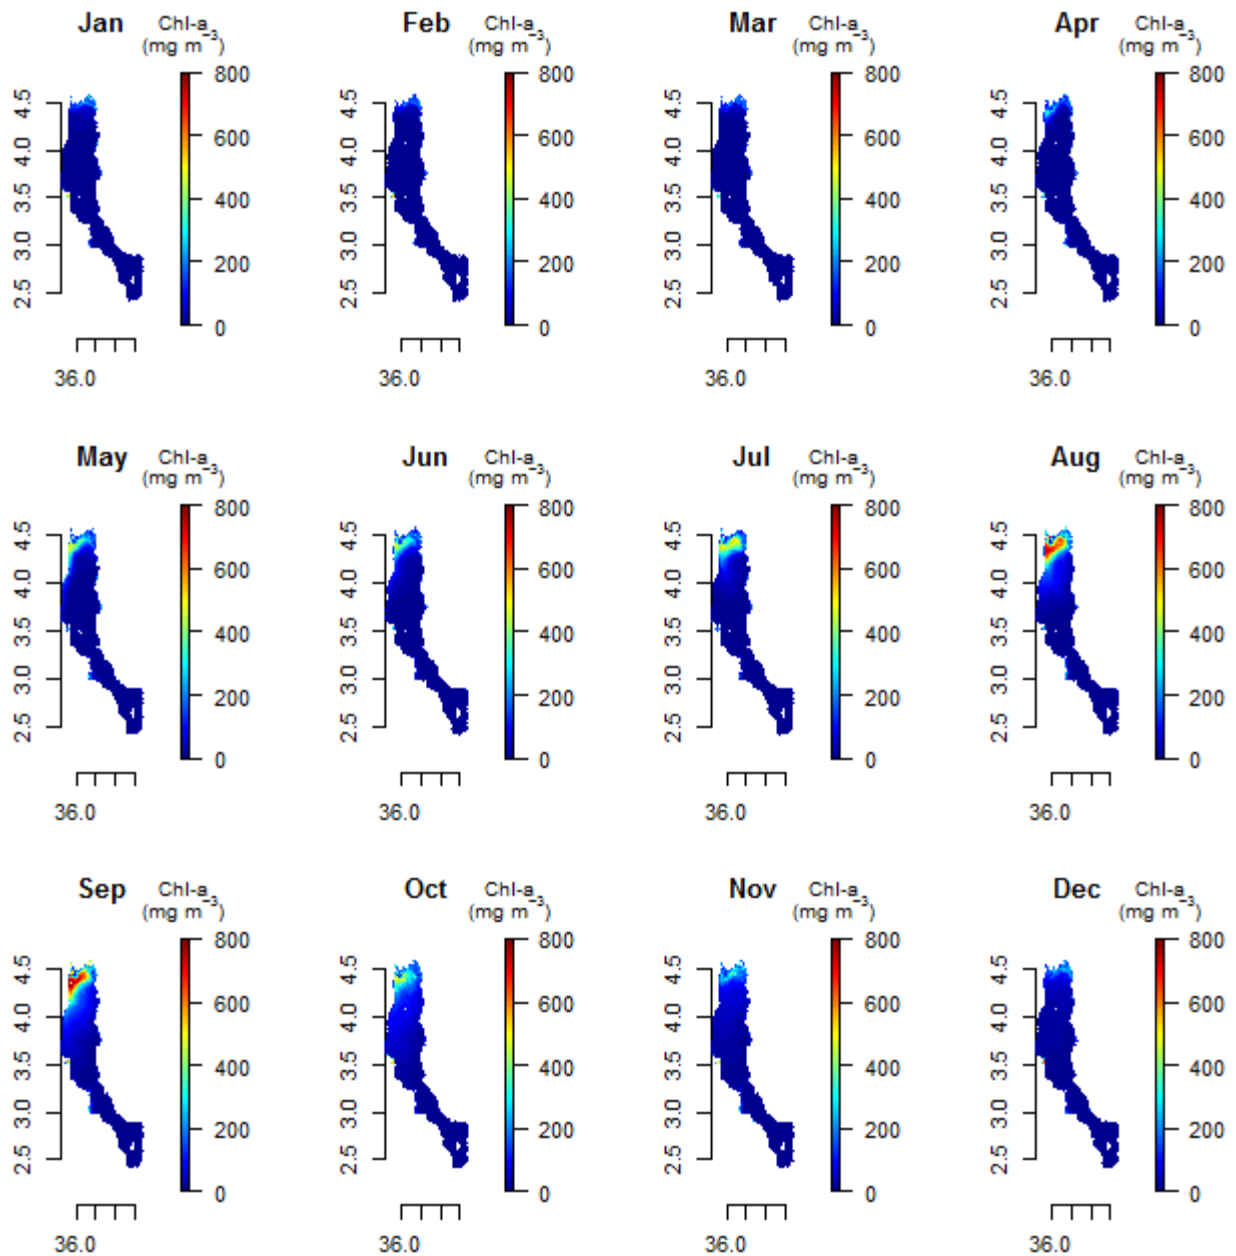 Jan Chl-a Feb Chl-a Mar Chl-a Apr Chl-a
(mg m⁻³) (mg m⁻³) (mg m⁻³) (mg m⁻³)
800 800 800 800
4.5 4.5 4.5 4.5
600 600 600 600
4.0 4.0 4.0 4.0
3.5 400 3.5 400 3.5 400 3.5 400
3.0 200 3.0 200 3.0 200 3.0 200
2.5 2.5 2.5 2.5
0 0 0 0
36.0 36.0 36.0 36.0
May Chl-a Jun Chl-a Jul Chl-a Aug Chl-a
(mg m⁻³) (mg m⁻³) (mg m⁻³) (mg m⁻³)
800 800 800 800
4.5 4.5 4.5 4.5
600 600 600 600
4.0 4.0 4.0 4.0
3.5 400 3.5 400 3.5 400 3.5 400
3.0 200 3.0 200 3.0 200 3.0 200
2.5 2.5 2.5 2.5
0 0 0 0
36.0 36.0 36.0 36.0
Sep Chl-a Oct Chl-a Nov Chl-a Dec Chl-a
(mg m⁻³) (mg m⁻³) (mg m⁻³) (mg m⁻³)
800 800 800 800
4.5 4.5 4.5 4.5
600 600 600 600
4.0 4.0 4.0 4.0
3.5 400 3.5 400 3.5 400 3.5 400
3.0 200 3.0 200 3.0 200 3.0 200
2.5 2.5 2.5 2.5
0 0 0 0
36.0 36.0 36.0 36.0